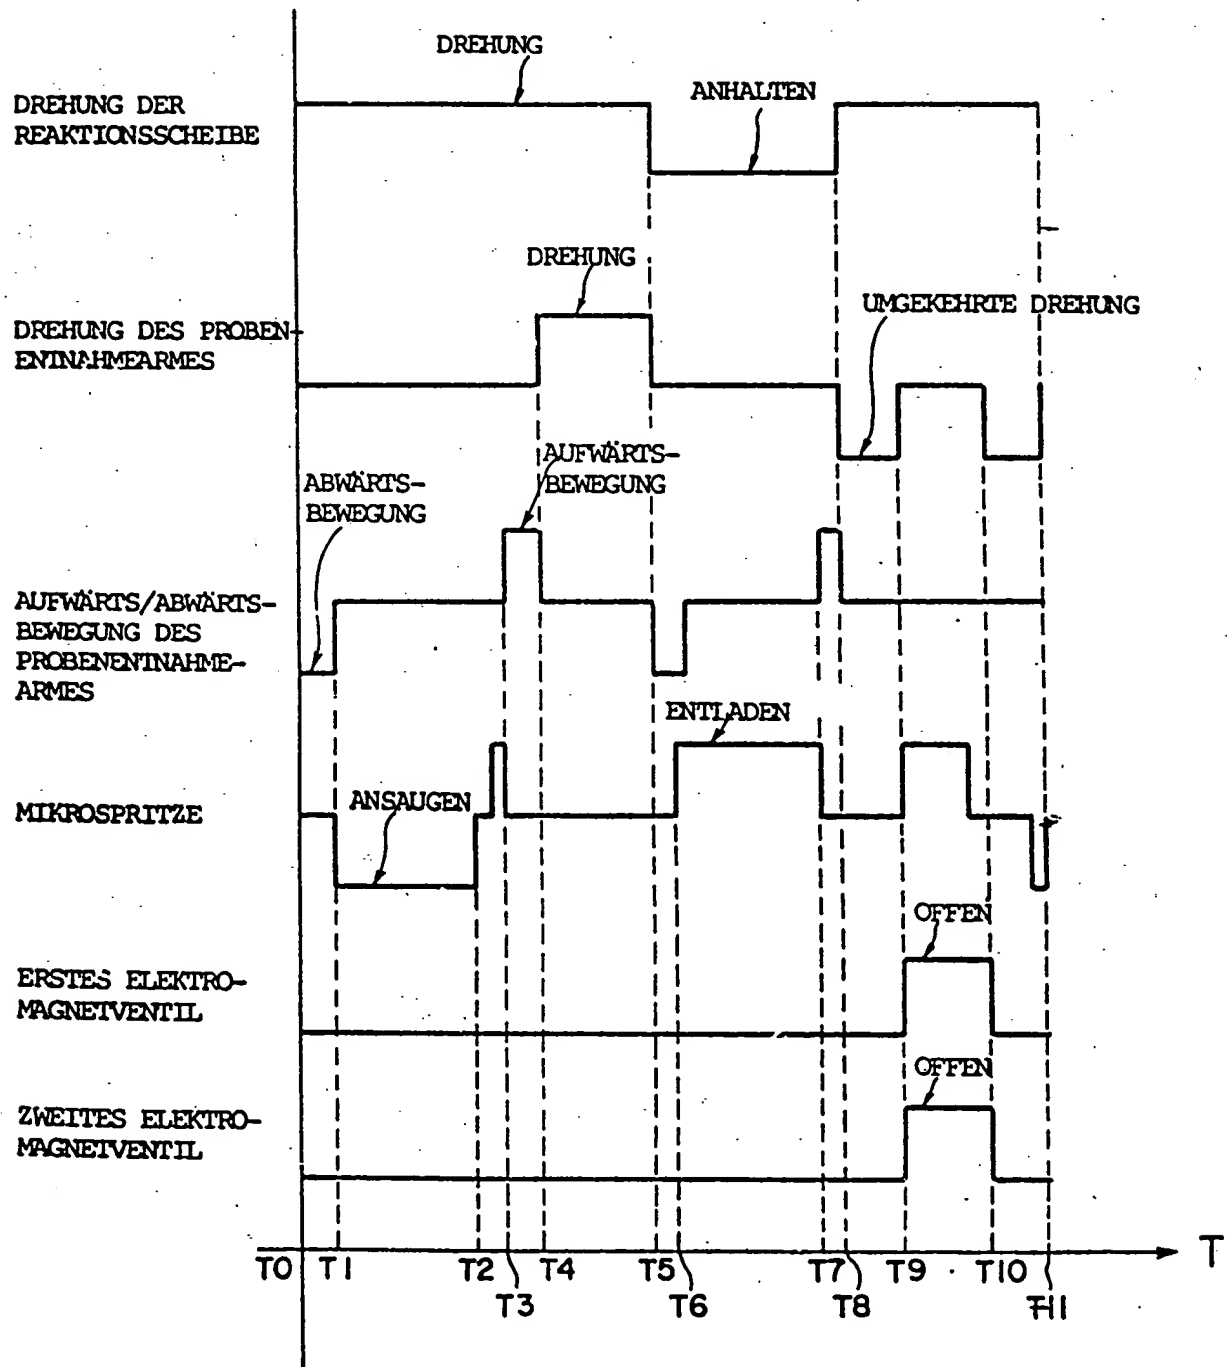 DREHUNG
DREHUNG DER
REAKTIONSSCHEIBE
ANHALTEN
DREHUNG
UMGEKEHRTE DREHUNG
DREHUNG DES PROBEN-
ENTNAHMEARMES
AUFWÄRTS-
BEWEGUNG
ABWÄRTS-
BEWEGUNG
AUFWÄRTS/ABWÄRTS-
BEWEGUNG DES
PROBENENTNAHME-
ARMES
ENTLADEN
MIKROSPRITZE
ANSAUGEN
OFFEN
ERSTES ELEKTRO-
MAGNETVENTIL
OFFEN
ZWEITES ELEKTRO-
MAGNETVENTIL
T
T0 T1 T2 T4 T5 T7 T9 T10
T3 T6 T8 T11